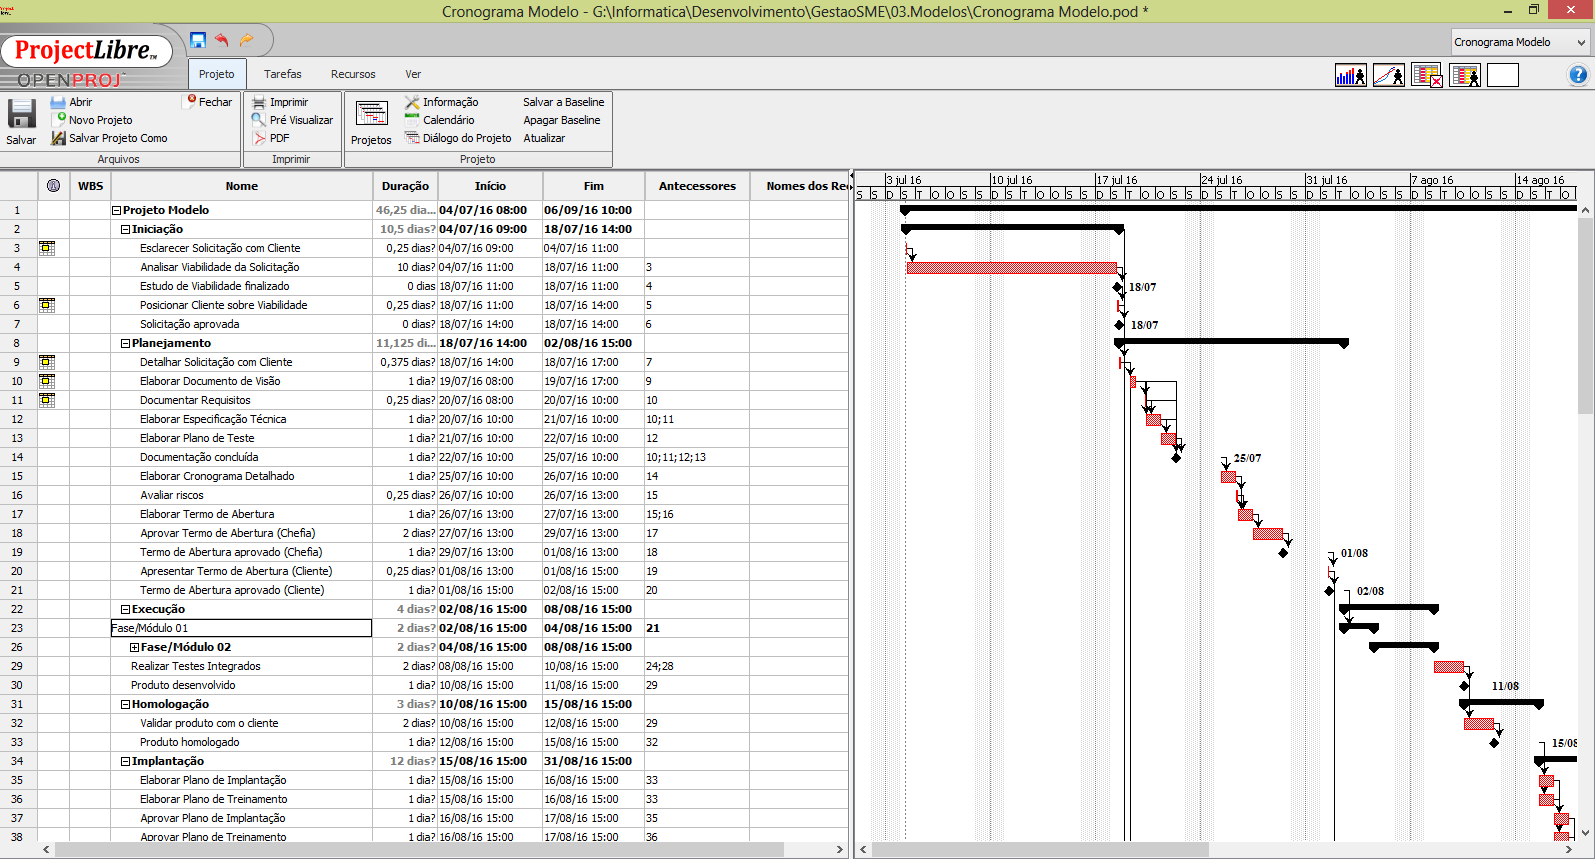 Cronograma Modelo - G:\Informatica\Desenvolvimento\GestaoSME\03.Modelos\Cronograma Modelo.pod *
ProjectLibre™
OPENPROJ
Cronograma Modelo
Projeto Tarefas Recursos Ver
Salvar
Abrir
Novo Projeto
Salvar Projeto Como
Fechar
Arquivos
Imprimir
Pré Visualizar
PDF
Imprimir
Projetos
Informação
Calendário
Diálogo do Projeto
Salvar a Baseline
Apagar Baseline
Atualizar
Projeto
WBS Nome Duração Início Fim Antecessores Nomes dos Re
3 jul 16 10 jul 16 17 jul 16 24 jul 16 31 jul 16 7 ago 16 14 ago 16
S S D S T Q Q S S D S T Q Q S S D S T Q Q S S D S T Q Q S S D S T Q Q S S D S T Q Q S S D S T Q
1 Projeto Modelo 46,25 dia... 04/07/16 08:00 06/09/16 10:00
2 Iniciação 10,5 dias? 04/07/16 09:00 18/07/16 14:00
3 Esclarecer Solicitação com Cliente 0,25 dias? 04/07/16 09:00 04/07/16 11:00
4 Analisar Viabilidade da Solicitação 10 dias? 04/07/16 11:00 18/07/16 11:00 3
5 Estudo de Viabilidade finalizado 0 dias 18/07/16 11:00 18/07/16 11:00 4 18/07
6 Posicionar Cliente sobre Viabilidade 0,25 dias? 18/07/16 11:00 18/07/16 14:00 5
7 Solicitação aprovada 0 dias? 18/07/16 14:00 18/07/16 14:00 6 18/07
8 Planejamento 11,125 di... 18/07/16 14:00 02/08/16 15:00
9 Detalhar Solicitação com Cliente 0,375 dias? 18/07/16 14:00 18/07/16 17:00 7
10 Elaborar Documento de Visão 1 dia? 19/07/16 08:00 19/07/16 17:00 9
11 Documentar Requisitos 0,25 dias? 20/07/16 08:00 20/07/16 10:00 10
12 Elaborar Especificação Técnica 1 dia? 20/07/16 10:00 21/07/16 10:00 10;11
13 Elaborar Plano de Teste 1 dia? 21/07/16 10:00 22/07/16 10:00 12
14 Documentação concluída 1 dia? 22/07/16 10:00 25/07/16 10:00 10;11;12;13 25/07
15 Elaborar Cronograma Detalhado 1 dia? 25/07/16 10:00 26/07/16 10:00 14
16 Avaliar riscos 0,25 dias? 26/07/16 10:00 26/07/16 13:00 15
17 Elaborar Termo de Abertura 1 dia? 26/07/16 13:00 27/07/16 13:00 15;16
18 Aprovar Termo de Abertura (Chefia) 2 dias? 27/07/16 13:00 29/07/16 13:00 17
19 Termo de Abertura aprovado (Chefia) 1 dia? 29/07/16 13:00 01/08/16 13:00 18 01/08
20 Apresentar Termo de Abertura (Cliente) 0,25 dias? 01/08/16 13:00 01/08/16 15:00 19
21 Termo de Abertura aprovado (Cliente) 1 dia? 01/08/16 15:00 02/08/16 15:00 20 02/08
22 Execução 4 dias? 02/08/16 15:00 08/08/16 15:00
23 Fase/Módulo 01 2 dias? 02/08/16 15:00 04/08/16 15:00 21
26 Fase/Módulo 02 2 dias? 04/08/16 15:00 08/08/16 15:00
29 Realizar Testes Integrados 2 dias? 08/08/16 15:00 10/08/16 15:00 24;28
30 Produto desenvolvido 1 dia? 10/08/16 15:00 11/08/16 15:00 29 11/08
31 Homologação 3 dias? 10/08/16 15:00 15/08/16 15:00
32 Validar produto com o cliente 2 dias? 10/08/16 15:00 12/08/16 15:00 29
33 Produto homologado 1 dia? 12/08/16 15:00 15/08/16 15:00 32 15/08
34 Implantação 12 dias? 15/08/16 15:00 31/08/16 15:00
35 Elaborar Plano de Implantação 1 dia? 15/08/16 15:00 16/08/16 15:00 33
36 Elaborar Plano de Treinamento 1 dia? 15/08/16 15:00 16/08/16 15:00 33
37 Aprovar Plano de Implantação 1 dia? 16/08/16 15:00 17/08/16 15:00 35
38 Aprovar Plano de Treinamento 1 dia? 16/08/16 15:00 17/08/16 15:00 36